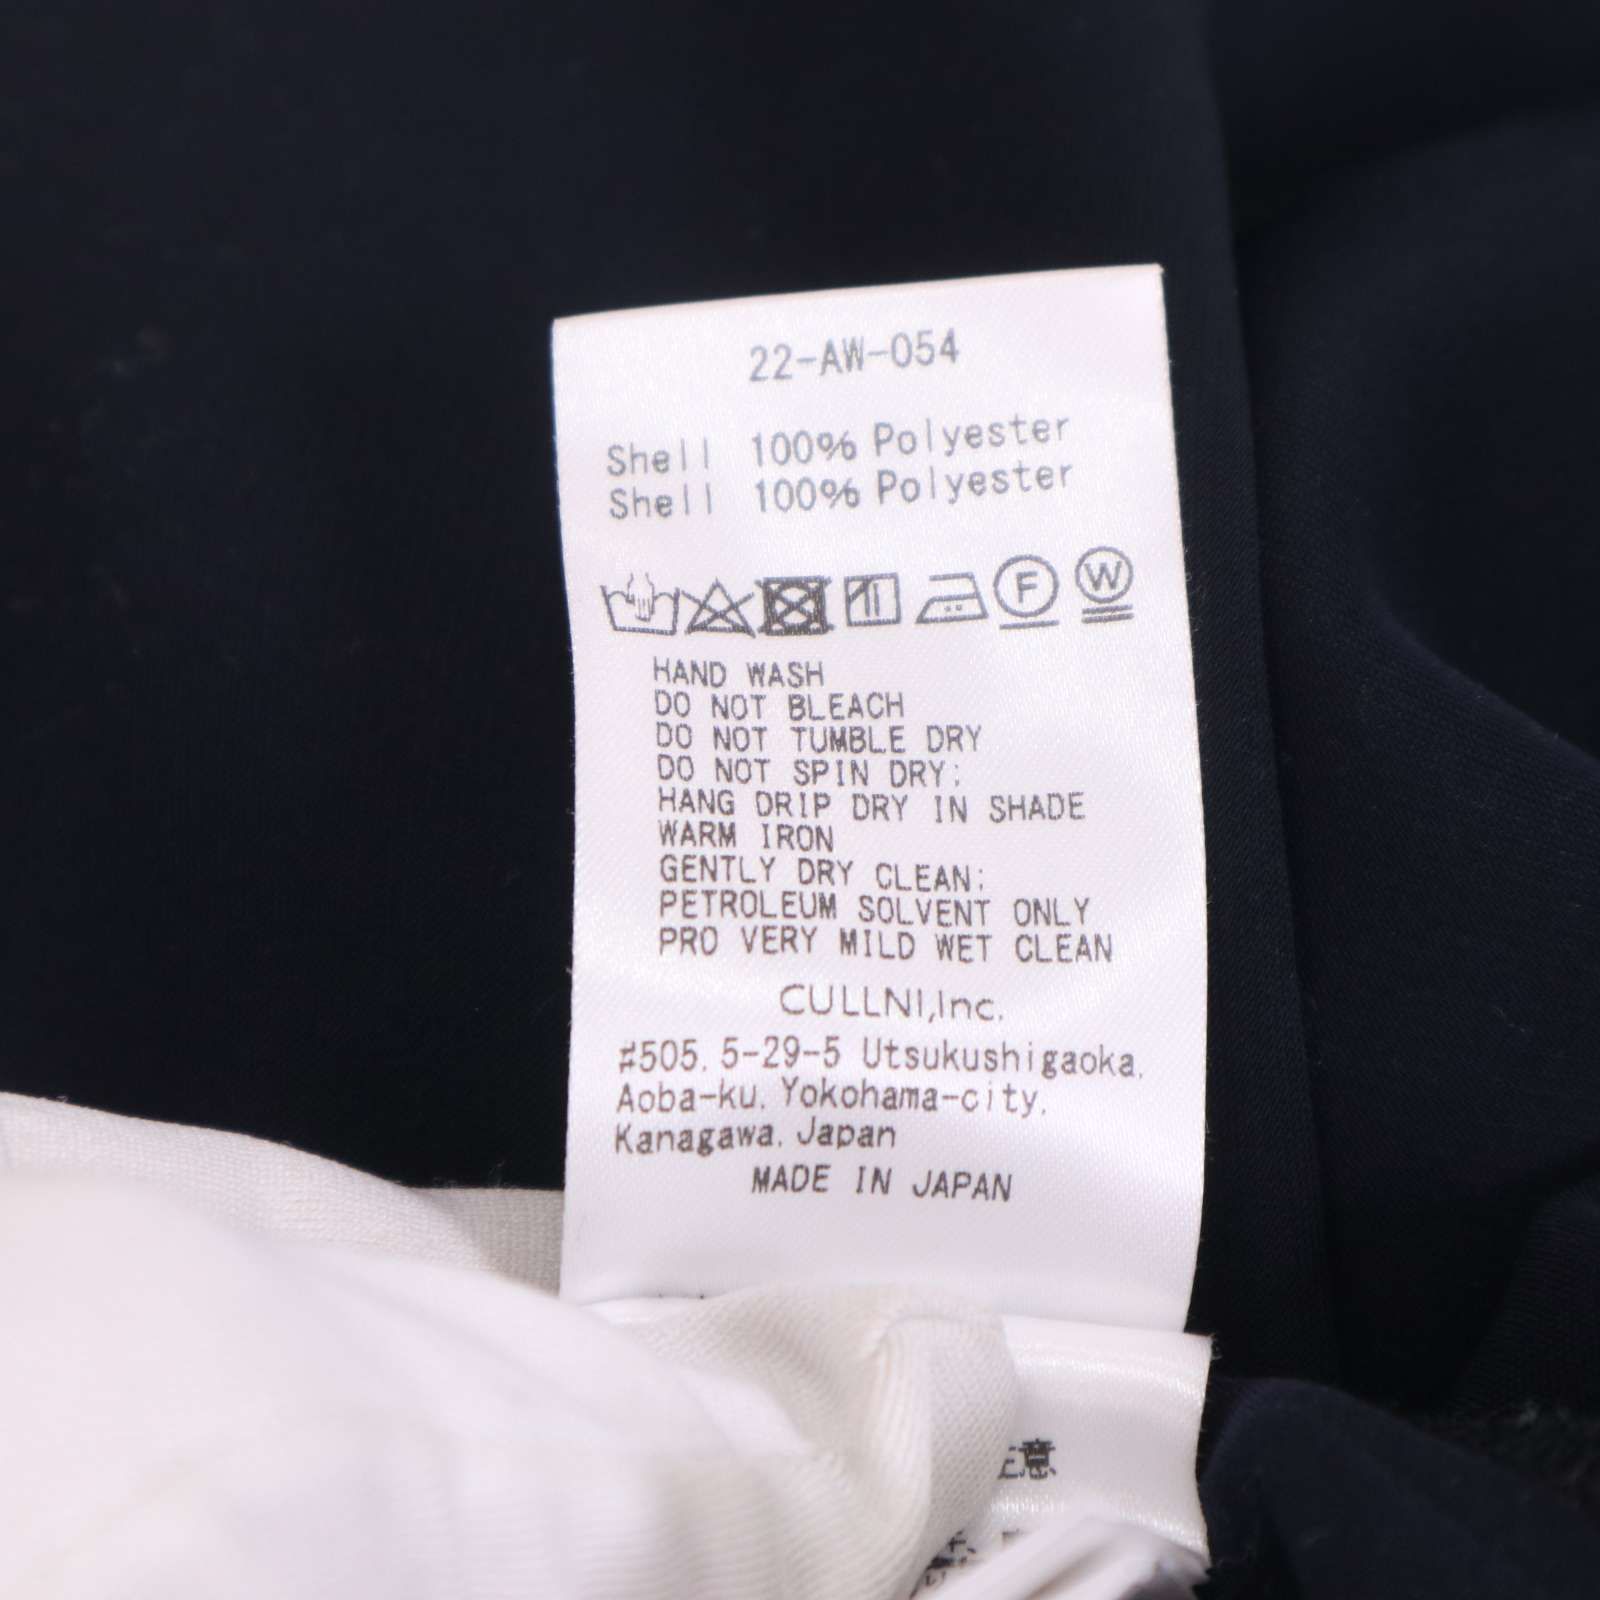 22-AW-054
Shell 100% Polyester
Shell 100% Polyester
F W
HAND WASH
DO NOT BLEACH
DO NOT TUMBLE DRY
DO NOT SPIN DRY;
HANG DRIP DRY IN SHADE
WARM IRON
GENTLY DRY CLEAN;
PETROLEUM SOLVENT ONLY
PRO VERY MILD WET CLEAN
CULLNI,Inc.
#505, 5-29-5 Utsukushigaoka,
Aoba-ku, Yokohama-city,
Kanagawa, Japan
MADE IN JAPAN
意